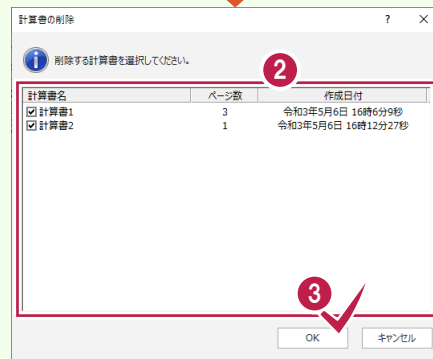 計算書の削除 ? ×
削除する計算書を選択してください。
2
計算書名 ページ数 作成日付
計算書1 3 令和3年5月6日 16時6分9秒
計算書2 1 令和3年5月6日 16時12分27秒
3
OK キャンセル